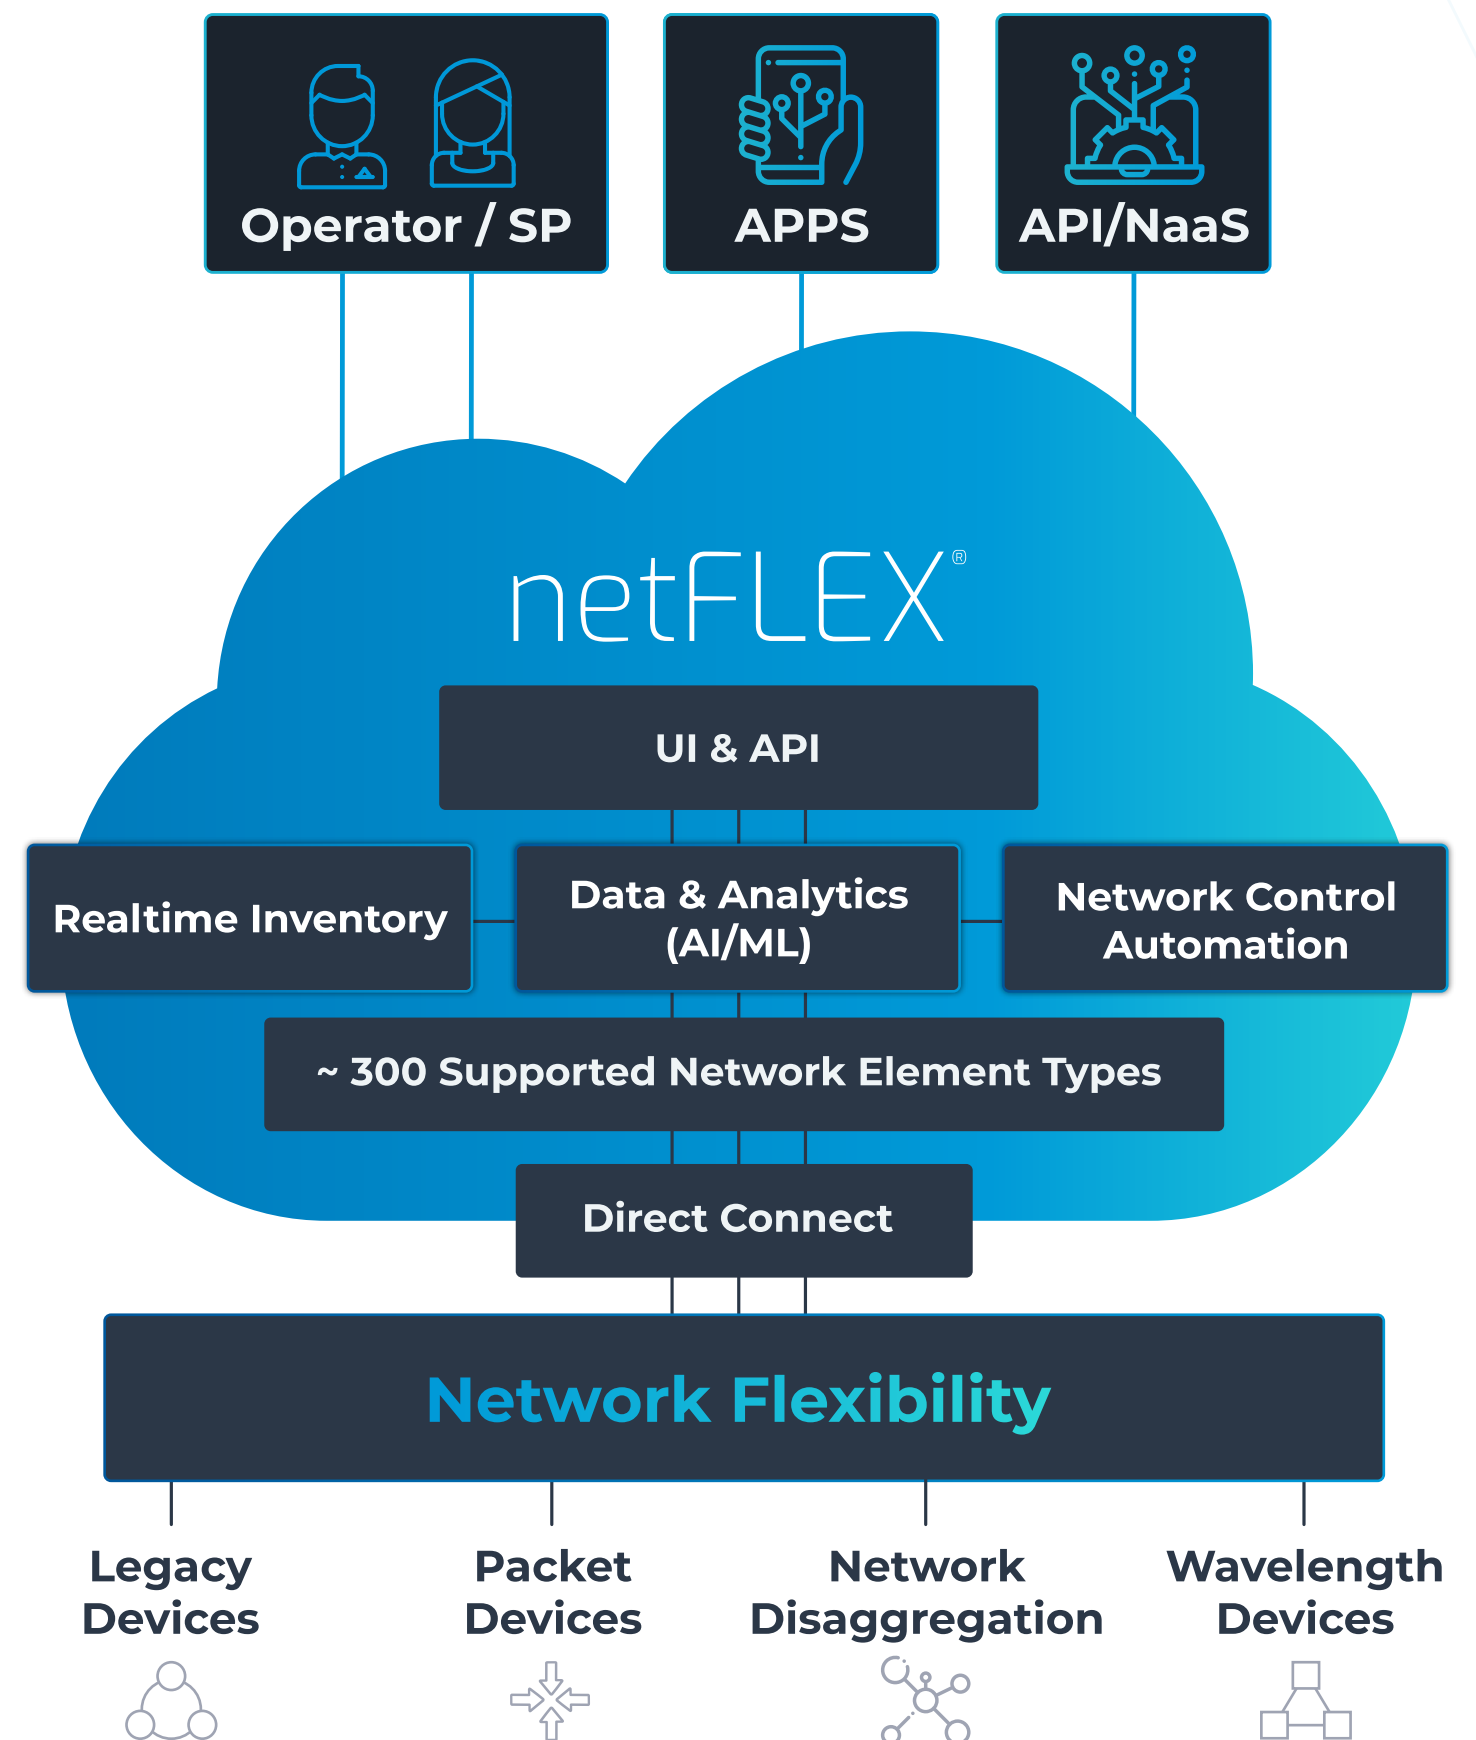 Operator / SP
APPS
API/NaaS
netFLEX®
UI & API
Realtime Inventory
Data & Analytics
(AI/ML)
Network Control
Automation
~ 300 Supported Network Element Types
Direct Connect
Network Flexibility
Legacy
Devices
Packet
Devices
Network
Disaggregation
Wavelength
Devices